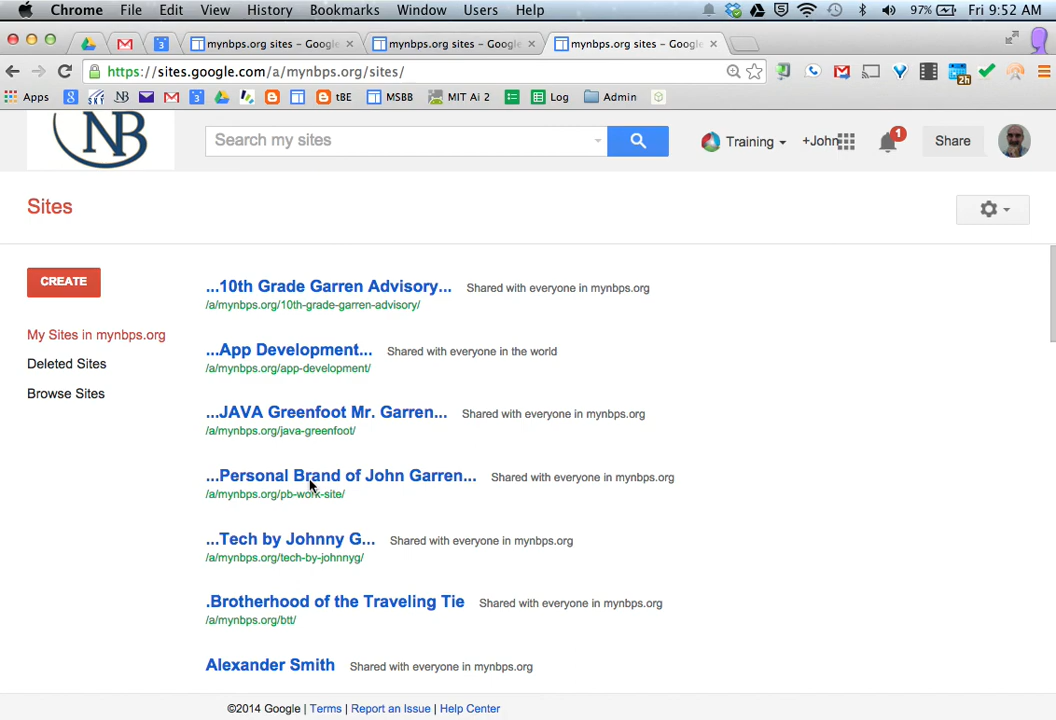 Chrome File Edit View History Bookmarks Window Users Help 97% Fri 9:52 AM
3 mynbps.org sites – Google × mynbps.org sites – Google × mynbps.org sites – Google ×
https://sites.google.com/a/mynbps.org/sites/ 2h
Apps 8 SKY NB 3 tBE MSBB MIT Ai 2 Log Admin
NB Search my sites Training +John 1 Share
Sites
CREATE
My Sites in mynbps.org
Deleted Sites
Browse Sites
...10th Grade Garren Advisory... Shared with everyone in mynbps.org
/a/mynbps.org/10th-grade-garren-advisory/
...App Development... Shared with everyone in the world
/a/mynbps.org/app-development/
...JAVA Greenfoot Mr. Garren... Shared with everyone in mynbps.org
/a/mynbps.org/java-greenfoot/
...Personal Brand of John Garren... Shared with everyone in mynbps.org
/a/mynbps.org/pb-work-site/
...Tech by Johnny G... Shared with everyone in mynbps.org
/a/mynbps.org/tech-by-johnnyg/
.Brotherhood of the Traveling Tie Shared with everyone in mynbps.org
/a/mynbps.org/btt/
Alexander Smith Shared with everyone in mynbps.org
©2014 Google | Terms | Report an Issue | Help Center